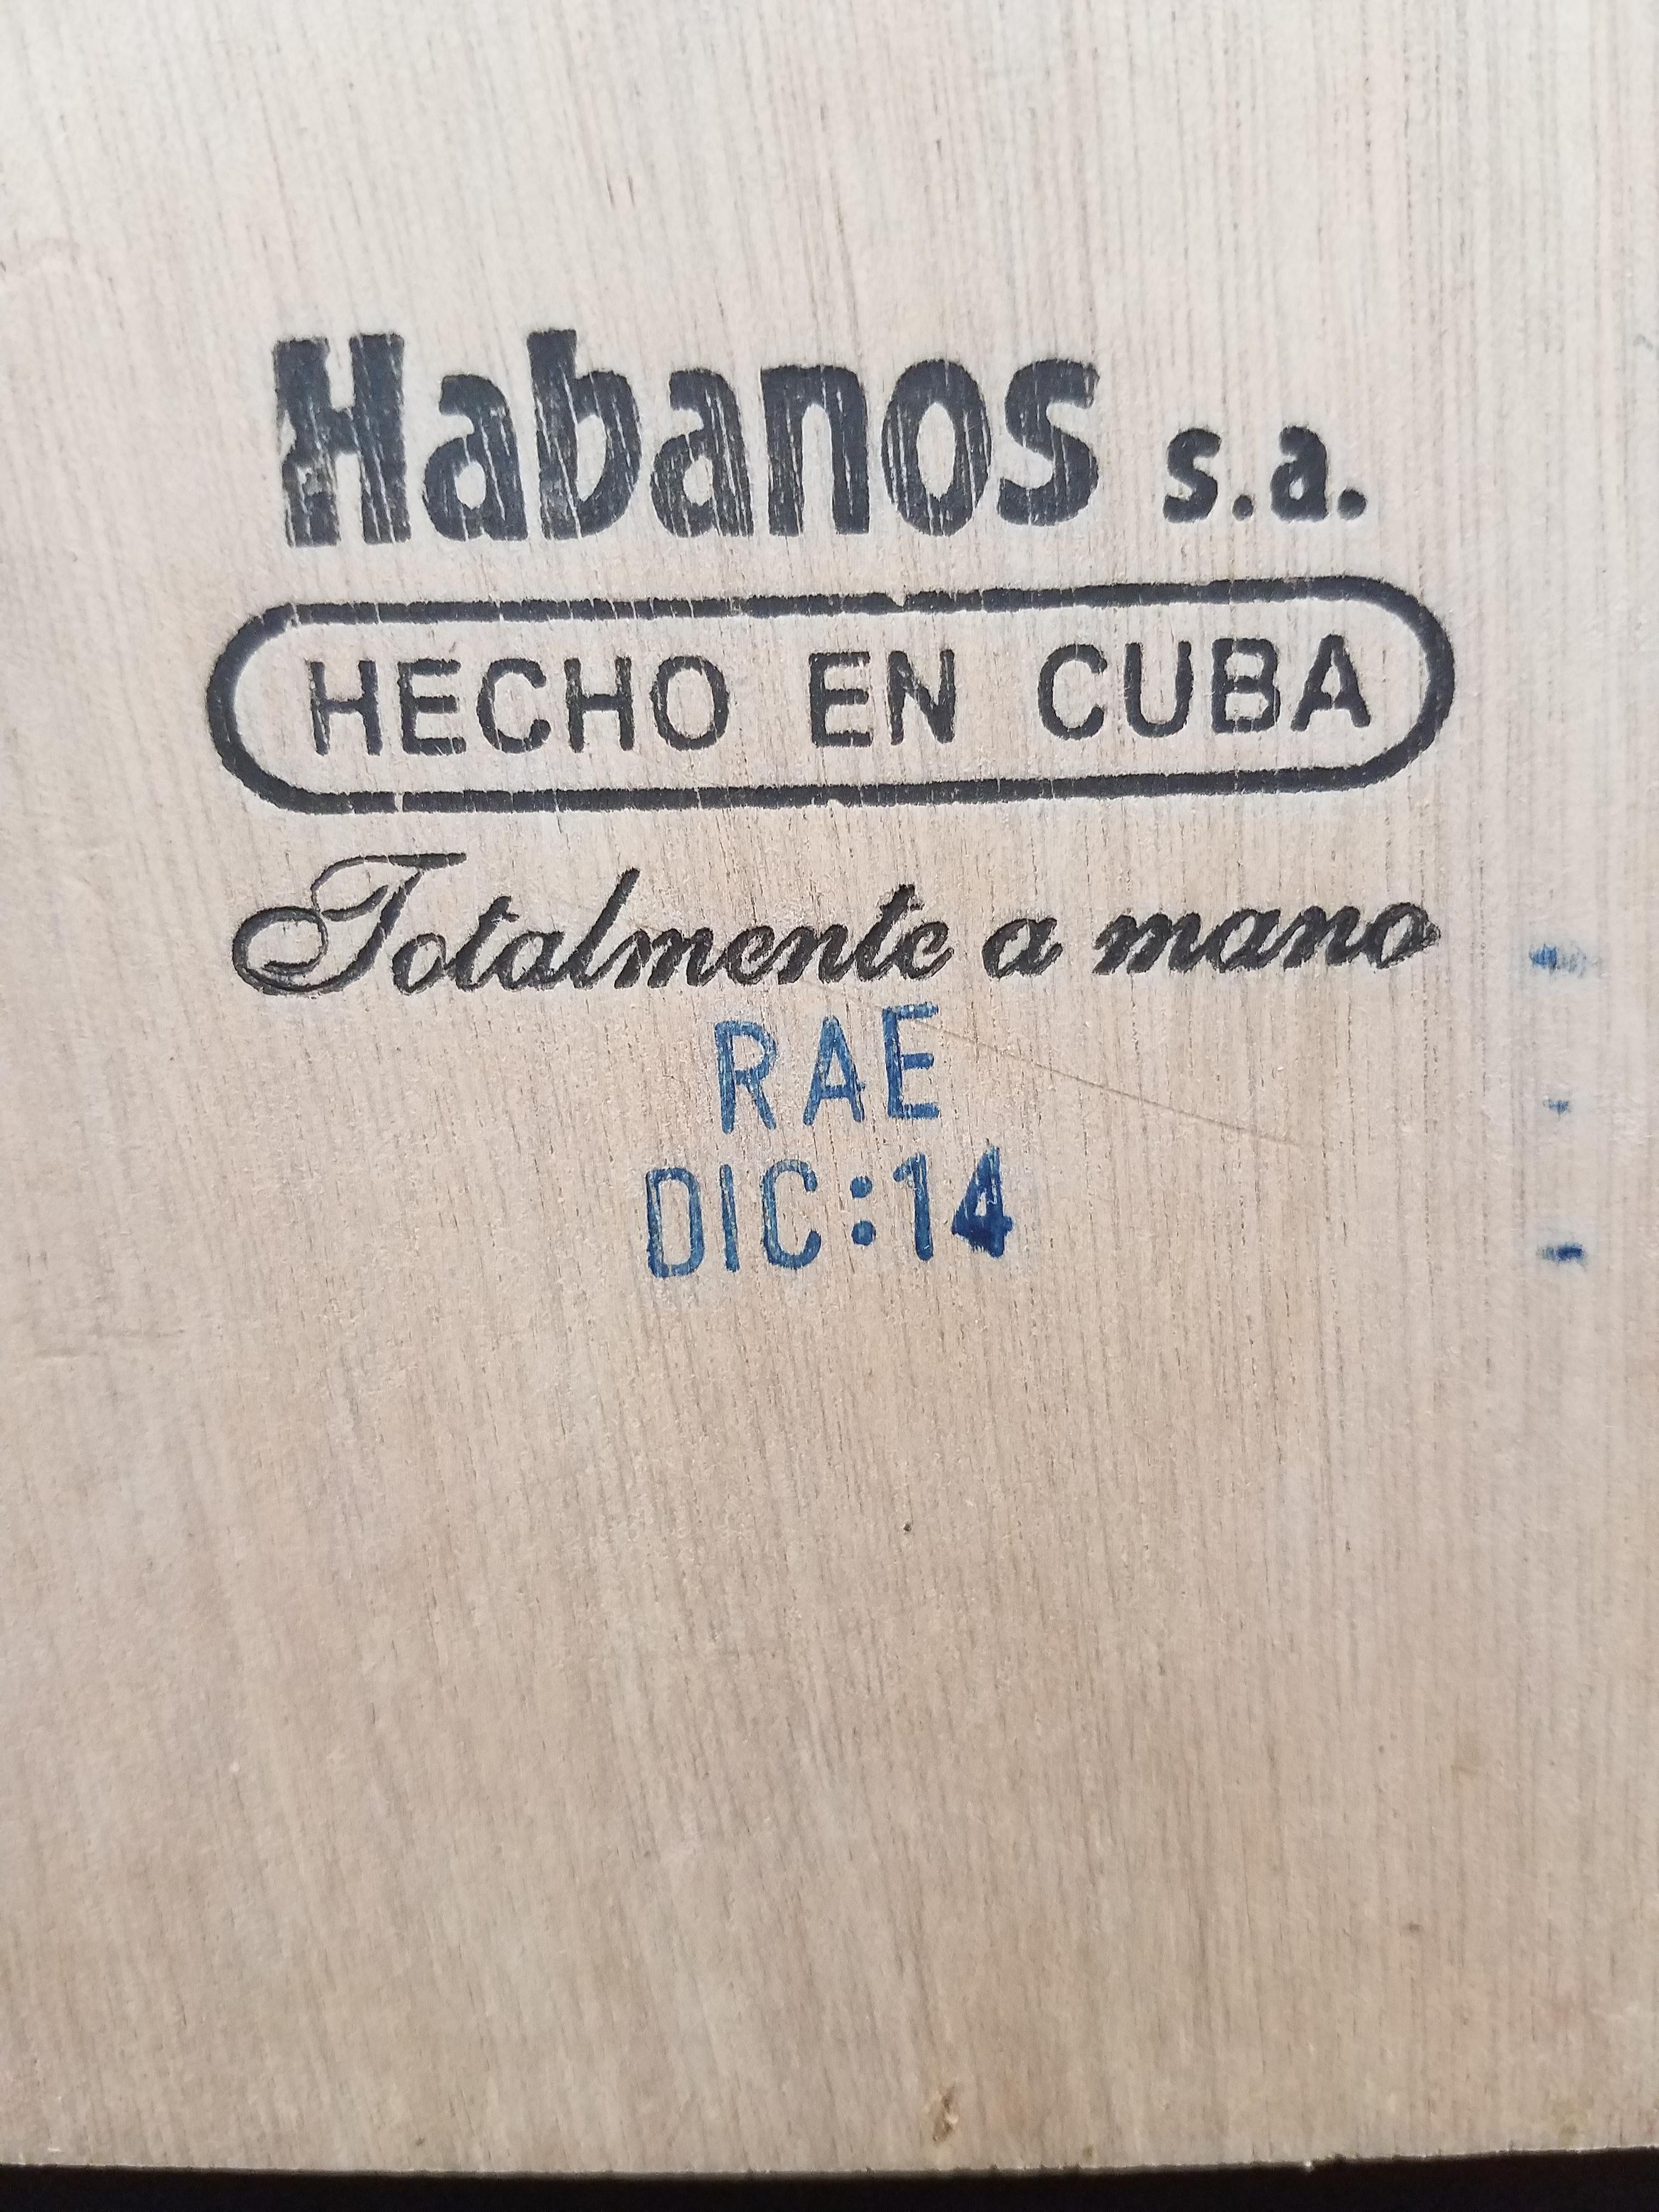 Habanos s.a.
HECHO EN CUBA
Totalmente a mano
RAE
DIC:14